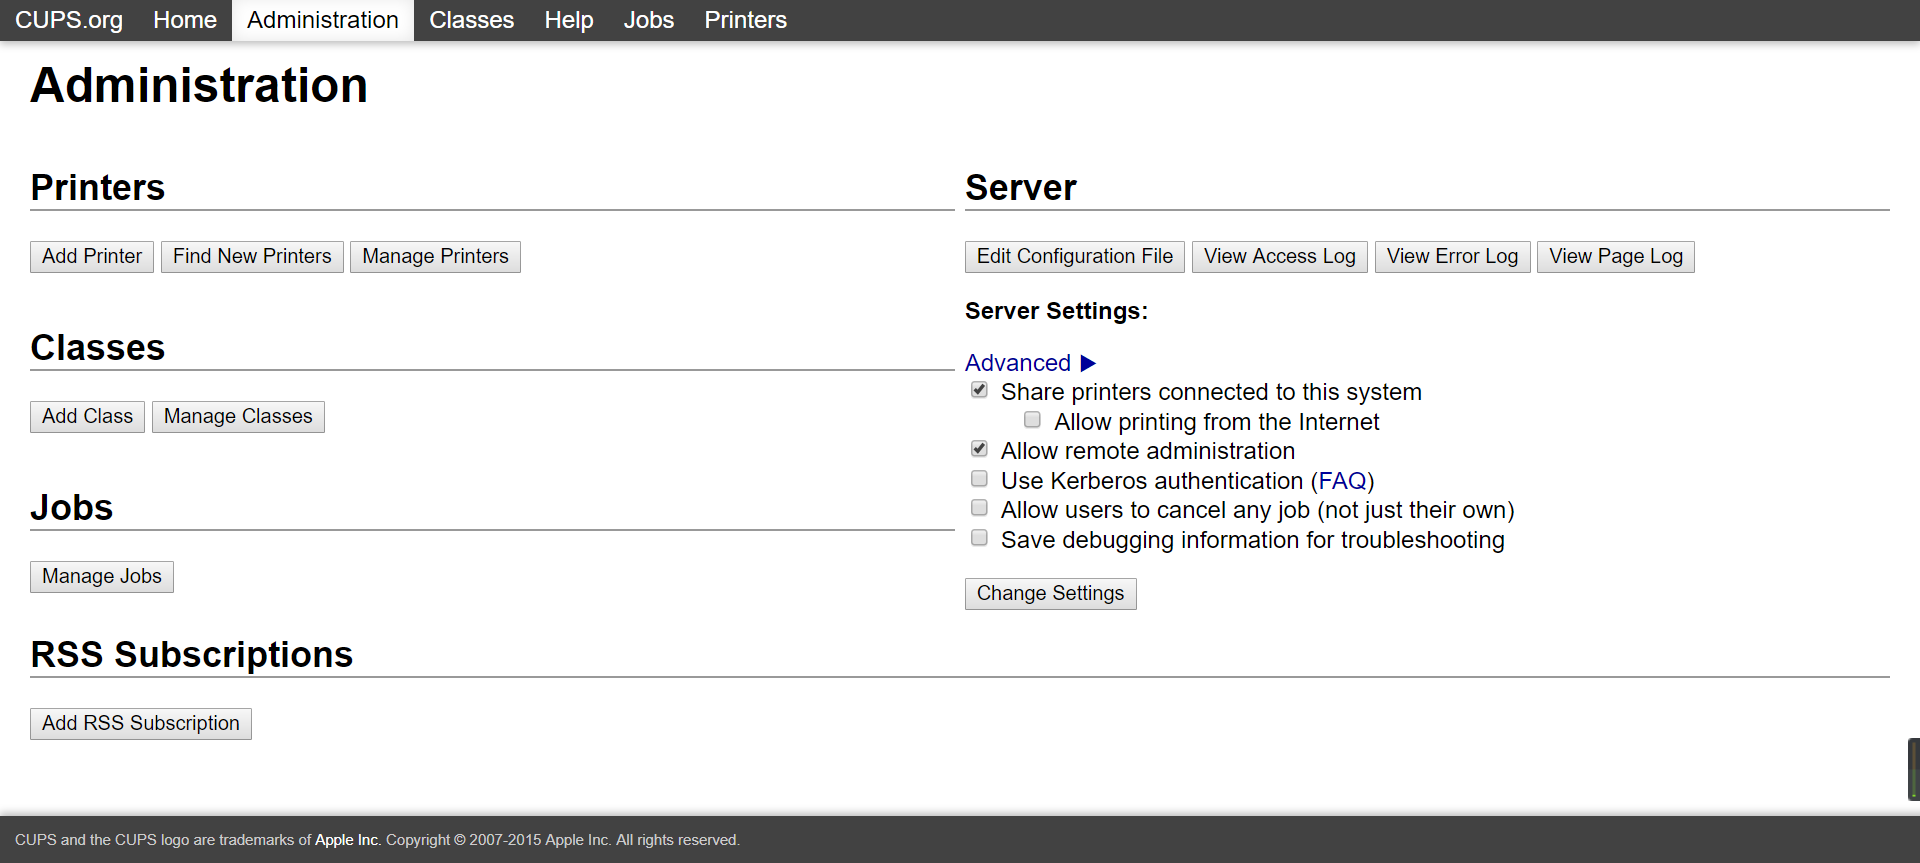 CUPS.org Home Administration Classes Help Jobs Printers
Administration
Printers
Add Printer Find New Printers Manage Printers
Classes
Add Class Manage Classes
Jobs
Manage Jobs
Server
Edit Configuration File View Access Log View Error Log View Page Log
Server Settings:
Advanced ▶
Share printers connected to this system
Allow printing from the Internet
Allow remote administration
Use Kerberos authentication (FAQ)
Allow users to cancel any job (not just their own)
Save debugging information for troubleshooting
Change Settings
RSS Subscriptions
Add RSS Subscription
CUPS and the CUPS logo are trademarks of Apple Inc. Copyright © 2007-2015 Apple Inc. All rights reserved.